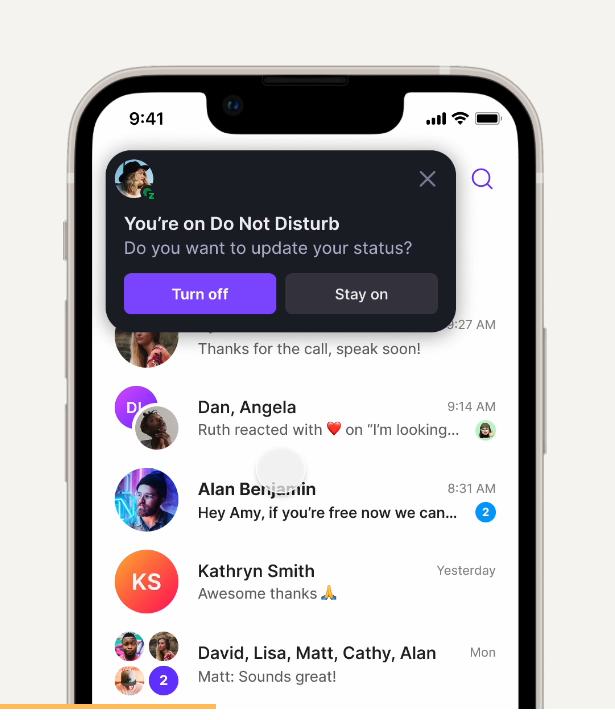 9:41
z
You're on Do Not Disturb
Do you want to update your status?
Turn off
Stay on
9:27 AM
Thanks for the call, speak soon!
Dan, Angela
9:14 AM
Ruth reacted with ❤️ on “I'm looking...
Alan Benjamin
8:31 AM
Hey Amy, if you're free now we can...
2
KS
Kathryn Smith
Yesterday
Awesome thanks 🙏
David, Lisa, Matt, Cathy, Alan
Mon
2
Matt: Sounds great!